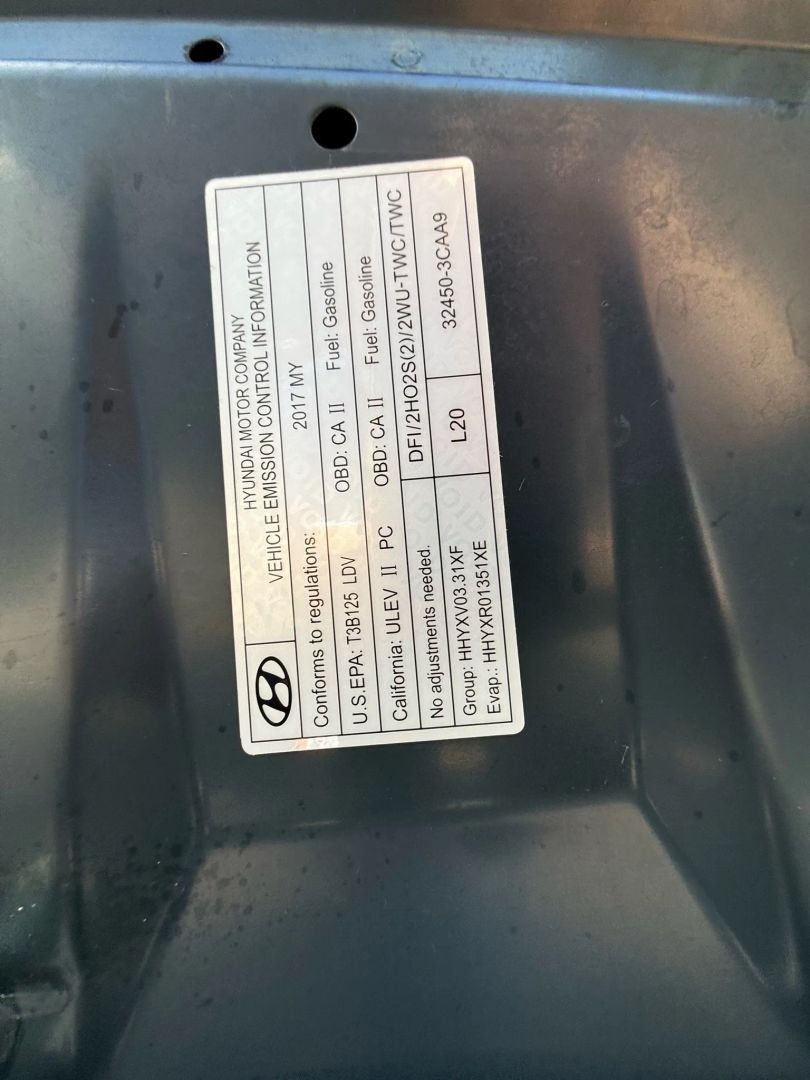 HYUNDAI MOTOR COMPANY
VEHICLE EMISSION CONTROL INFORMATION
Conforms to regulations: 2017 MY
U.S.EPA: T3B125 LDV OBD: CA II Fuel: Gasoline
California: ULEV II PC OBD: CA II Fuel: Gasoline
No adjustments needed. DFI/2HO2S(2)/2WU-TWC/TWC
Group: HHYXV03.31XF
Evap.: HHYXR01351XE
L20 32450-3CAA9